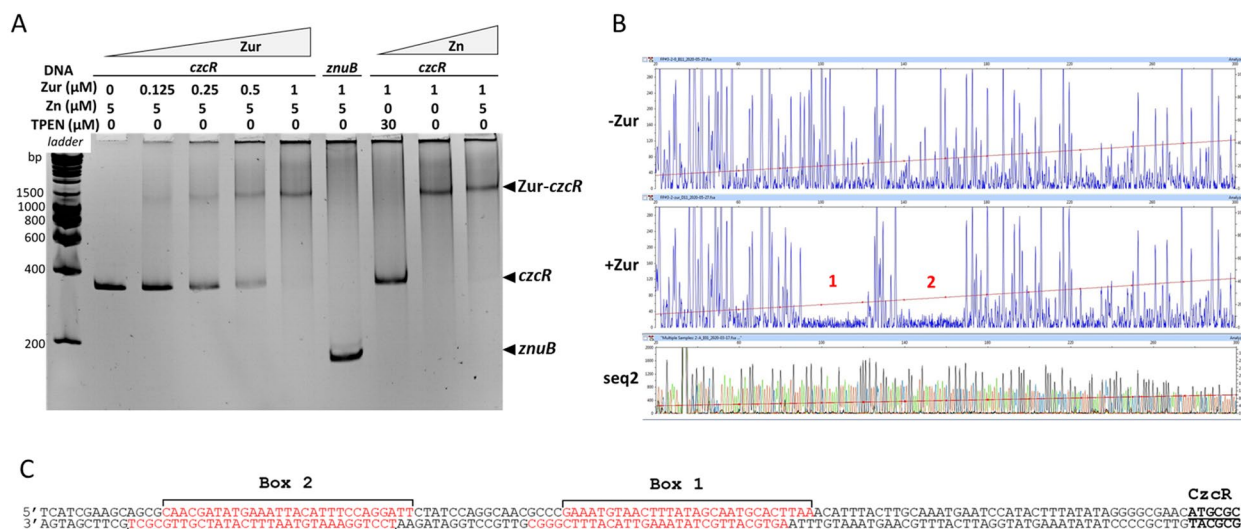 A
Zur
Zn
DNA czcR znuB czcR
Zur (µM) 0 0.125 0.25 0.5 1 1 1 1 1
Zn (µM) 5 5 5 5 5 5 0 0 5
TPEN (µM) 0 0 0 0 0 0 30 0 0
ladder
bp
1500
1000
800
600
400
200
Zur-czcR
czcR
znuB
B
-Zur
+Zur
1 2
seq2
C
Box 2 Box 1 CzcR
5’TCATCGAAGCAGCGCAACGATATGAAATTACATTTCCAGGATTCTATCCAGGCAACGCCCGAAATGTAACTTTATAGCAATGCACTTAAACATTTACTTGCAAATGAATCCATACTTTATATATAGGGGCGAACATGCGC
3’AGTAGCTTCGTCGCGTTGCTATACTTTAATGTAAAGGTCCTAAGATAGGTCCGTTGCGGGCTTTACATTGAAATATCGTTACGTGAATTTGTAAATGAACGTTTACTTAGGTATGAAATATATATCCCCGCTTGTACGCG